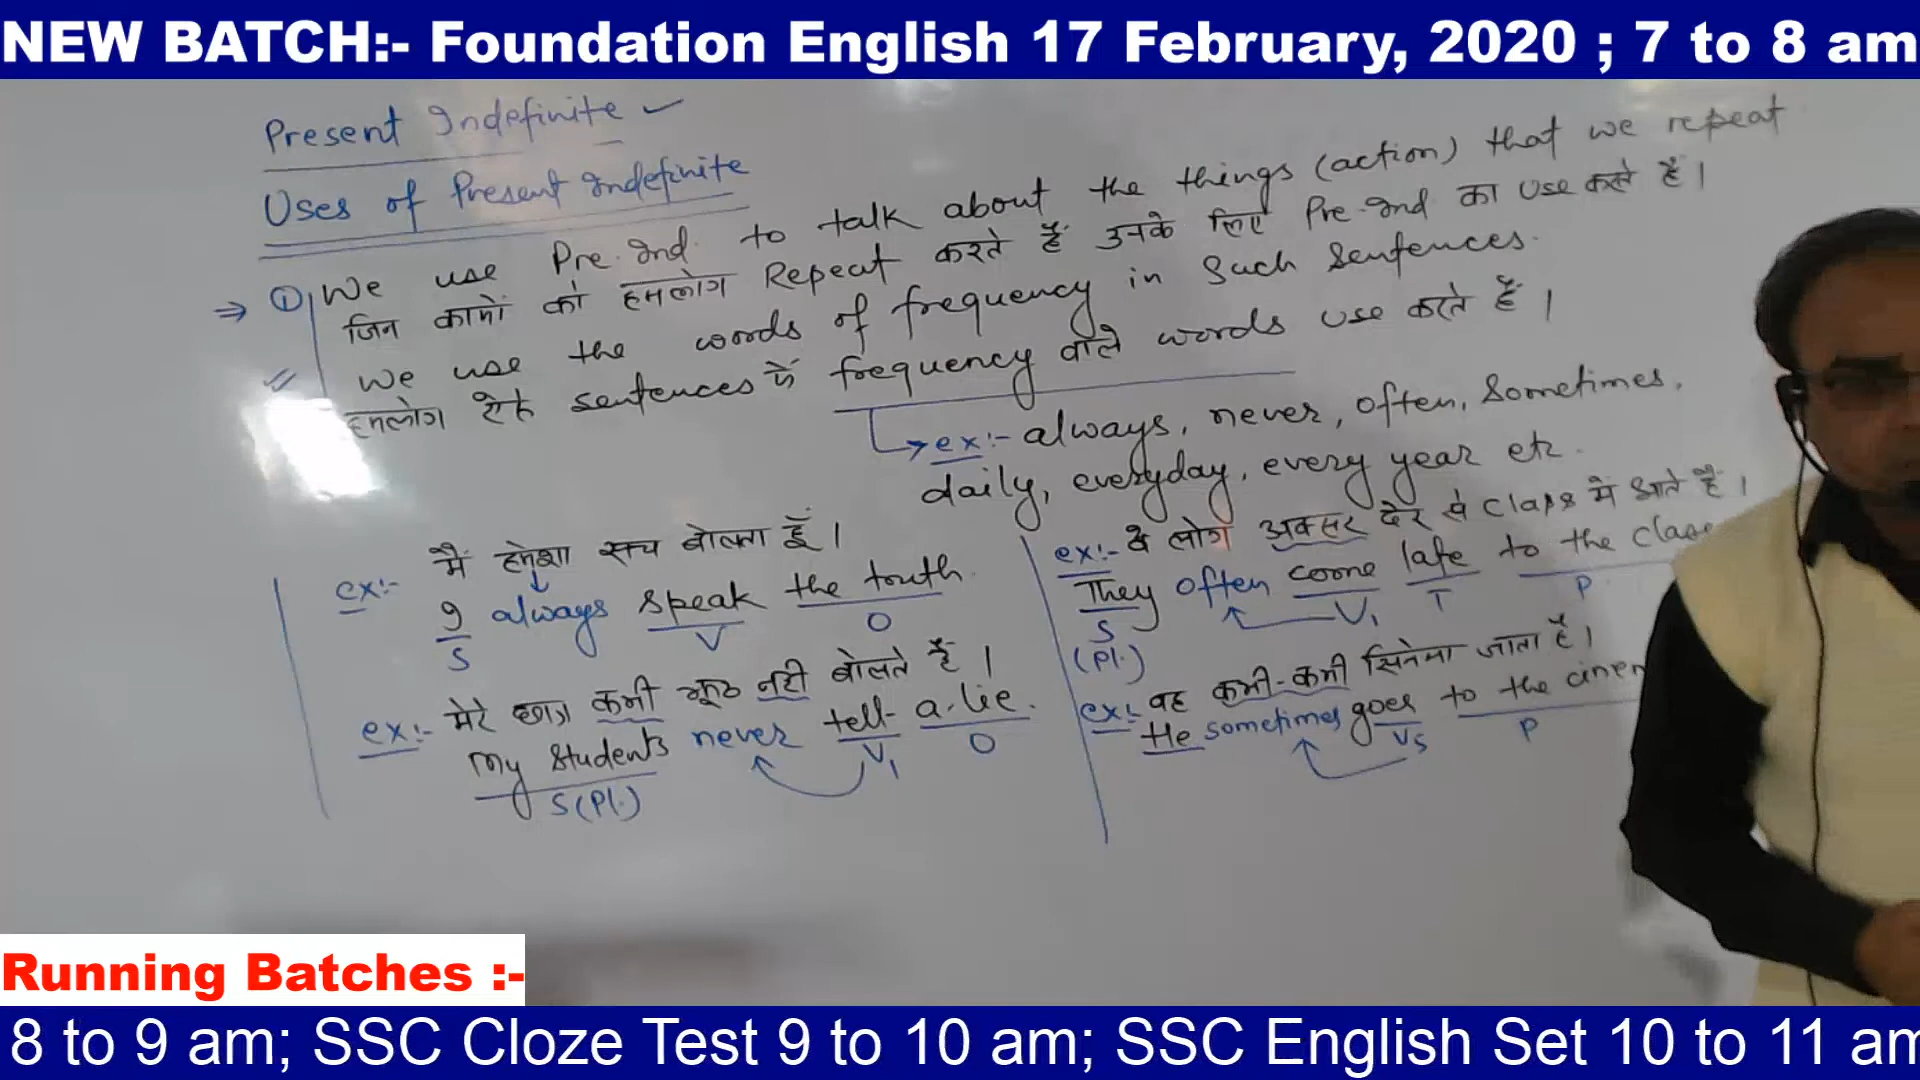 NEW BATCH:- Foundation English 17 February, 2020 ; 7 to 8 am
Present Indefinite
Uses of Present Indefinite
⇒ ① We use Pre. Ind. to talk about the things (action) that we repeat
जिन कामों को हमलोग Repeat करते हैं उनके लिए Pre. Ind का use करते हैं।
We use the words of frequency in such sentences.
हमलोग ऐसे sentences में frequency वाले words use करते हैं।
ex:- always, never, often, sometimes,
daily, everyday, every year etc.
ex:- मैं हमेशा सच बोलता हूँ।
I always speak the truth.
S V O
ex:- मेरे छात्र कभी झूठ नहीं बोलते हैं।
My students never tell a lie.
S(Pl.) V1 O
ex:- वे लोग अक्सर देर से class में आते हैं।
They often come late to the class
S V1 T P
(Pl.)
ex:- वह कभी-कभी सिनेमा जाता है।
He sometimes goes to the cinem
V5 P
Running Batches :-
8 to 9 am; SSC Cloze Test 9 to 10 am; SSC English Set 10 to 11 am